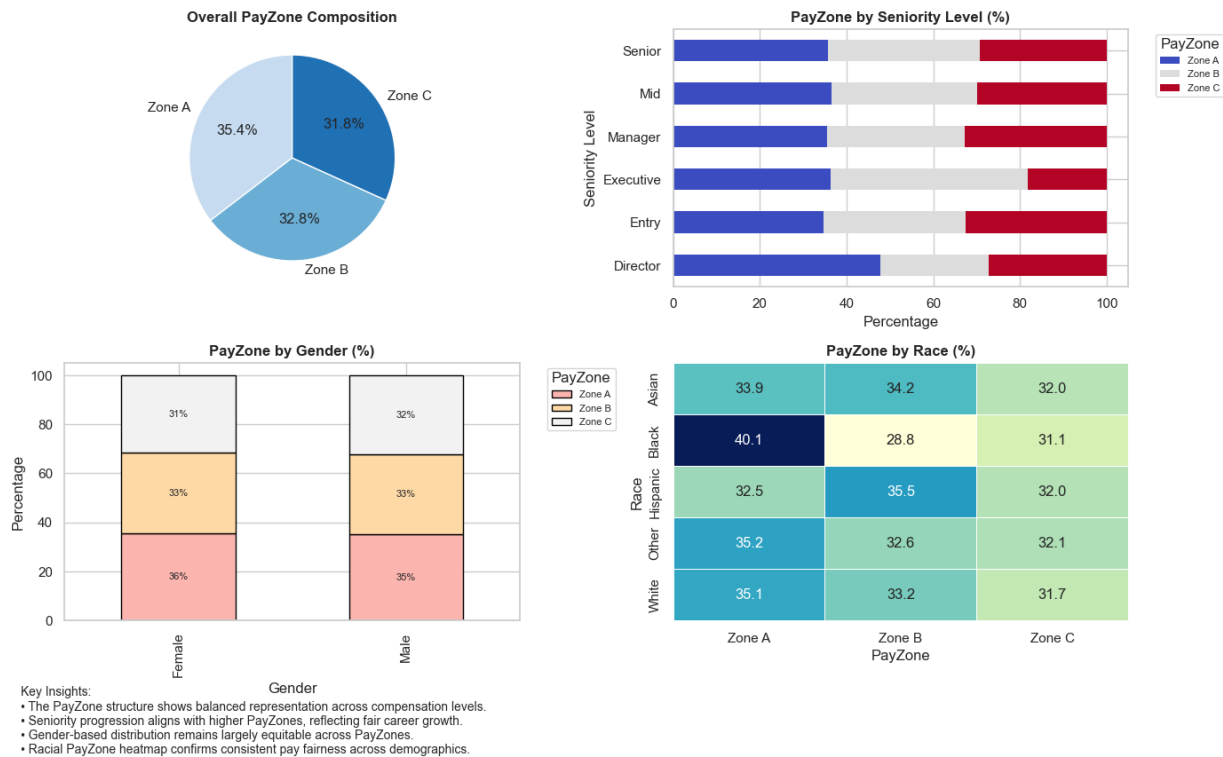 Overall PayZone Composition
Zone A
Zone C
35.4%
31.8%
32.8%
Zone B
PayZone by Seniority Level (%)
Seniority Level
Senior
Mid
Manager
Executive
Entry
Director
0 20 40 60 80 100
Percentage
PayZone
Zone A
Zone B
Zone C
PayZone by Gender (%)
Percentage
100
80
60
40
20
0
31%
32%
33%
33%
36%
35%
Female
Male
Gender
PayZone
Zone A
Zone B
Zone C
PayZone by Race (%)
Race
Asian 33.9 34.2 32.0
Black 40.1 28.8 31.1
Hispanic 32.5 35.5 32.0
Other 35.2 32.6 32.1
White 35.1 33.2 31.7
Zone A Zone B Zone C
PayZone
Key Insights:
• The PayZone structure shows balanced representation across compensation levels.
• Seniority progression aligns with higher PayZones, reflecting fair career growth.
• Gender-based distribution remains largely equitable across PayZones.
• Racial PayZone heatmap confirms consistent pay fairness across demographics.